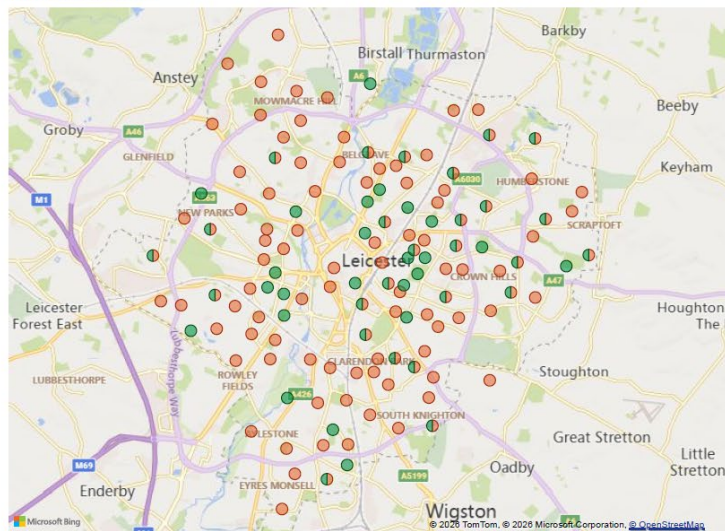 Barkby
Birstall Thurmaston
Anstey
A6
MOWMACRE HILL
Beeby
Groby
A46
GLENFIELD
BELGRAVE
Keyham
A6030
HUMBERSTONE
M1
NEW PARKS
SCRAPTOFT
Leicester
CROWN HILLS
A47
Leicester
Forest East
Houghton
The
Lubbesthorpe Way
CLARENDON PARK
Stoughton
LUBBESTHORPE
ROWLEY
FIELDS
A426
SOUTH KNIGHTON
Great Stretton
M69
Oadby
Little
Stretton
Enderby
EYRES MONSELL
A5199
Wigston
Microsoft Bing
© 2026 TomTom, © 2026 Microsoft Corporation, © OpenStreetMap